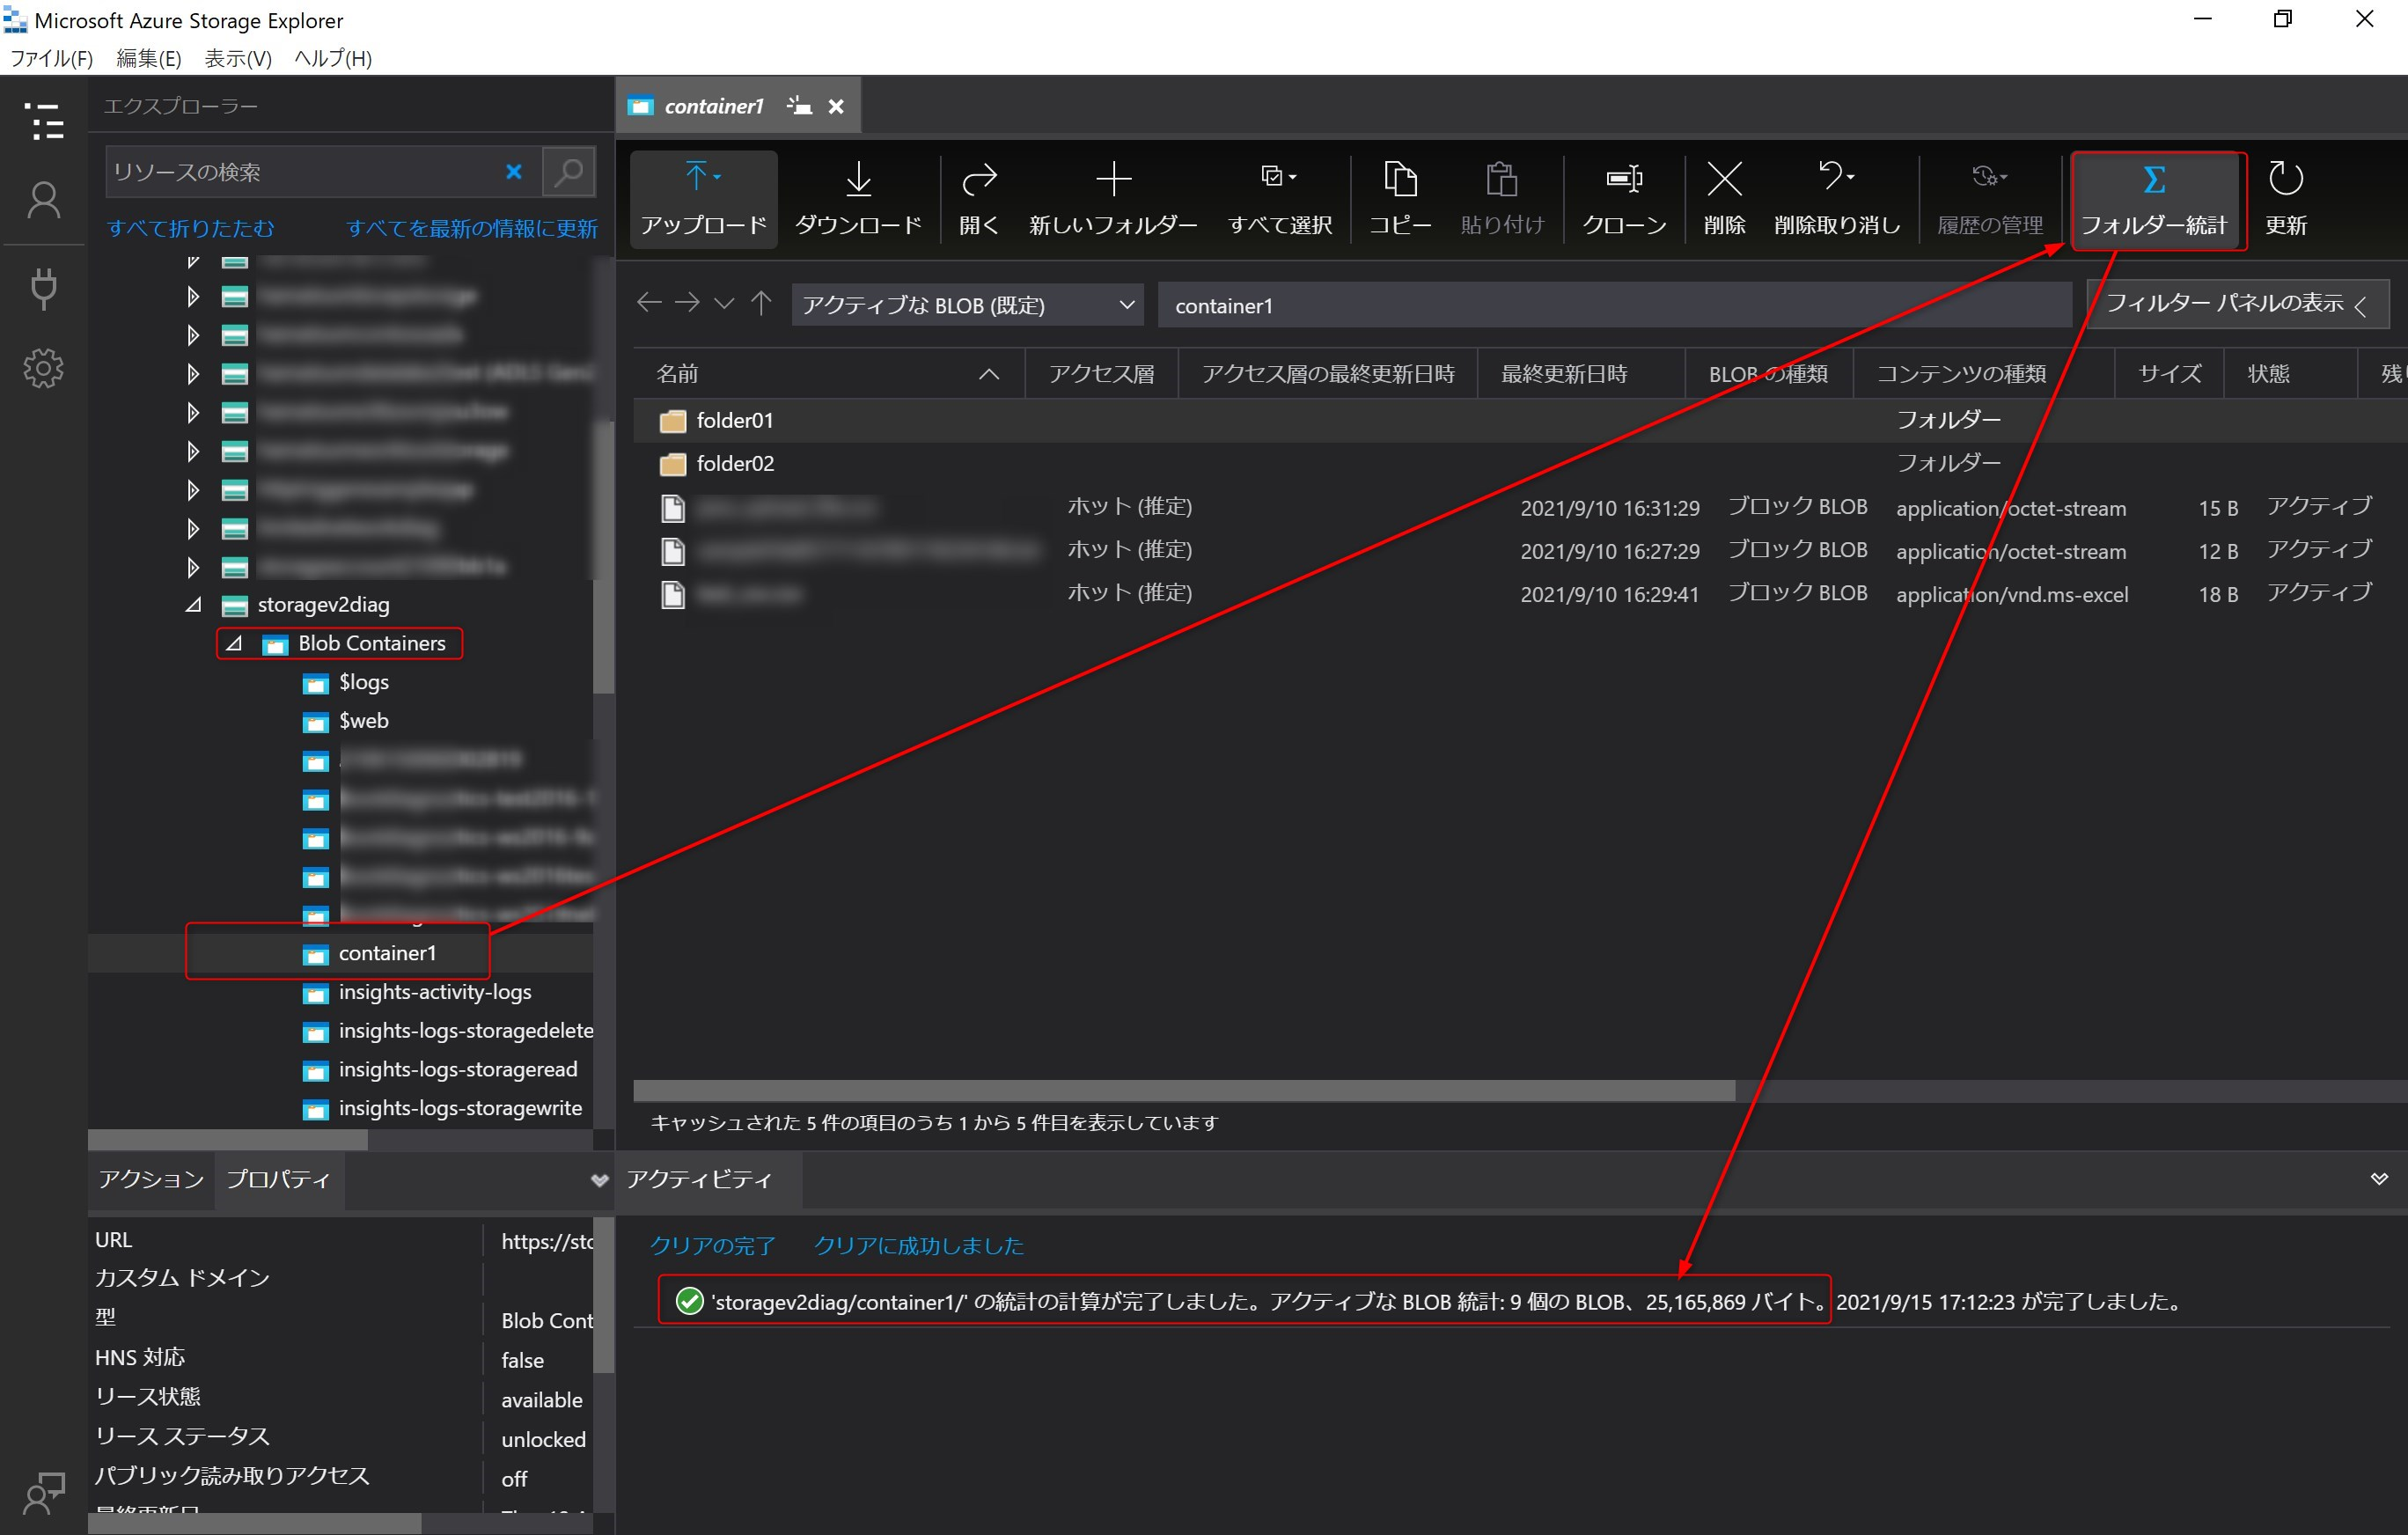 Microsoft Azure Storage Explorer
ファイル(F) 編集(E) 表示(V) ヘルプ(H)
エクスプローラー
リソースの検索
すべて折りたたむ すべてを最新の情報に更新
storagev2diag
Blob Containers
$logs
$web
container1
insights-activity-logs
insights-logs-storagedelete
insights-logs-storageread
insights-logs-storagewrite
アクション プロパティ
URL https://sto
カスタム ドメイン
型 Blob Cont
HNS 対応 false
リース状態 available
リース ステータス unlocked
パブリック読み取りアクセス off
container1
アップロード ダウンロード 開く 新しいフォルダー すべて選択 コピー 貼り付け クローン 削除 削除取り消し 履歴の管理 フォルダー統計 更新
アクティブな BLOB (既定) container1 フィルター パネルの表示
名前 アクセス層 アクセス層の最終更新日時 最終更新日時 BLOB の種類 コンテンツの種類 サイズ 状態 残り
folder01 フォルダー
folder02 フォルダー
ホット (推定) 2021/9/10 16:31:29 ブロック BLOB application/octet-stream 15 B アクティブ
ホット (推定) 2021/9/10 16:27:29 ブロック BLOB application/octet-stream 12 B アクティブ
ホット (推定) 2021/9/10 16:29:41 ブロック BLOB application/vnd.ms-excel 18 B アクティブ
キャッシュされた 5 件の項目のうち 1 から 5 件目を表示しています
アクティビティ
クリアの完了 クリアに成功しました
'storagev2diag/container1/' の統計の計算が完了しました。アクティブな BLOB 統計: 9 個の BLOB、25,165,869 バイト。2021/9/15 17:12:23 が完了しました。